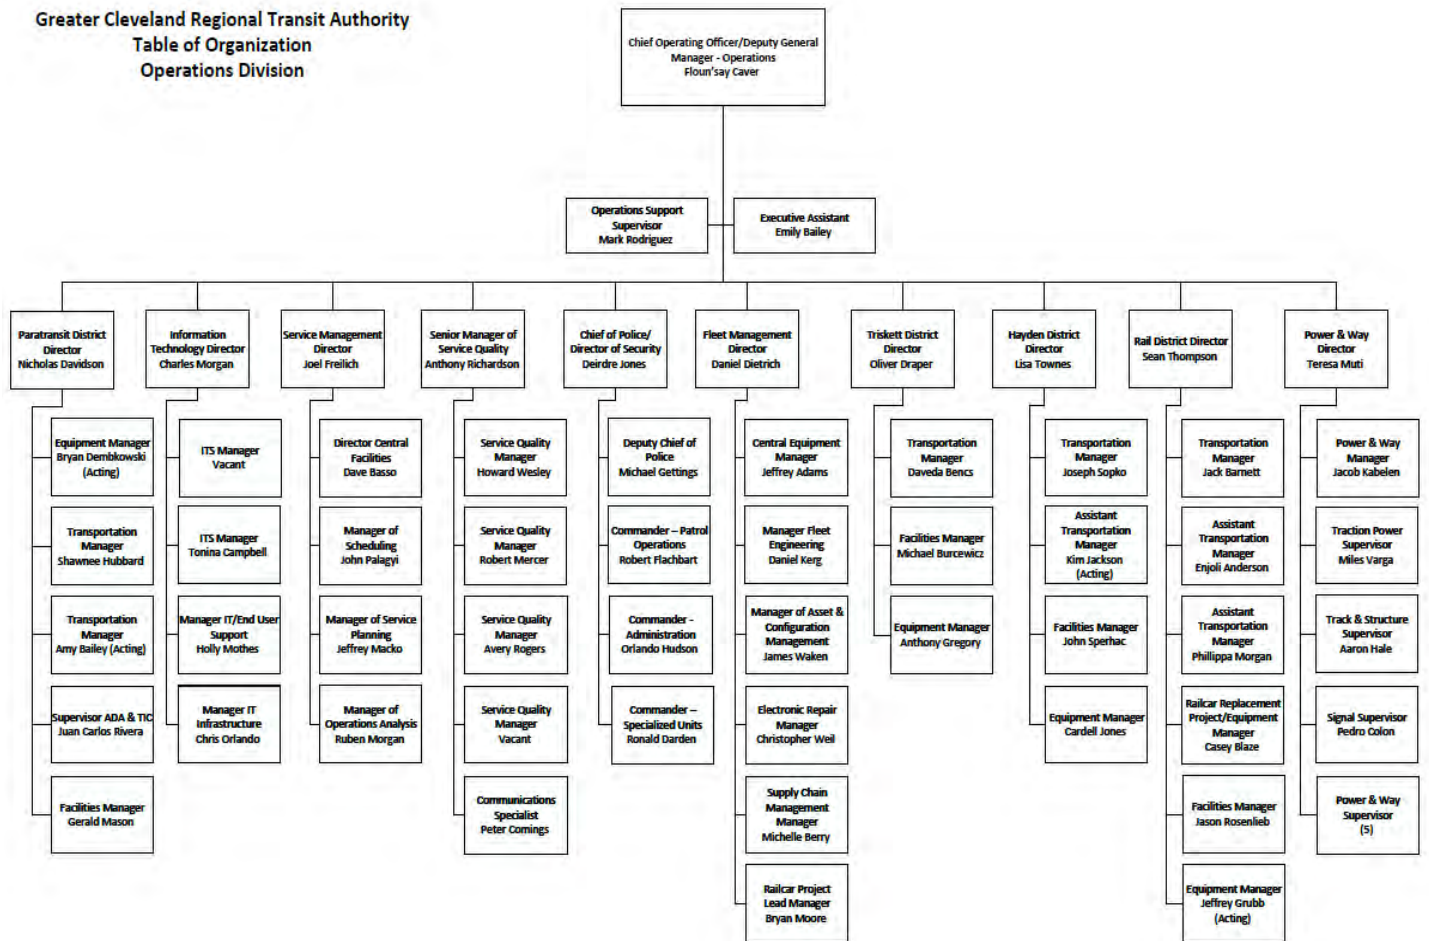 Greater Cleveland Regional Transit Authority
Table of Organization
Operations Division
Chief Operating Officer/Deputy General
Manager - Operations
Floun'say Caver
Operations Support
Supervisor
Mark Rodriguez
Executive Assistant
Emily Bailey
Paratransit District
Director
Nicholas Davidson
Information
Technology Director
Charles Morgan
Service Management
Director
Joel Freilich
Senior Manager of
Service Quality
Anthony Richardson
Chief of Police/
Director of Security
Deirdre Jones
Fleet Management
Director
Daniel Dietrich
Triskett District
Director
Oliver Draper
Hayden District
Director
Lisa Townes
Rail District Director
Sean Thompson
Power & Way
Director
Teresa Muti
Equipment Manager
Bryan Dembkowski
(Acting)
Transportation
Manager
Shawnee Hubbard
Transportation
Manager
Amy Bailey (Acting)
Supervisor ADA & TIC
Juan Carlos Rivera
Facilities Manager
Gerald Mason
ITS Manager
Vacant
ITS Manager
Tonina Campbell
Manager IT/End User
Support
Holly Mothes
Manager IT
Infrastructure
Chris Orlando
Director Central
Facilities
Dave Basso
Manager of
Scheduling
John Palagyi
Manager of Service
Planning
Jeffrey Macko
Manager of
Operations Analysis
Ruben Morgan
Service Quality
Manager
Howard Wesley
Service Quality
Manager
Robert Mercer
Service Quality
Manager
Avery Rogers
Service Quality
Manager
Vacant
Communications
Specialist
Peter Comings
Deputy Chief of
Police
Michael Gettings
Commander – Patrol
Operations
Robert Flachbart
Commander -
Administration
Orlando Hudson
Commander –
Specialized Units
Ronald Darden
Central Equipment
Manager
Jeffrey Adams
Manager Fleet
Engineering
Daniel Kerg
Manager of Asset &
Configuration
Management
James Waken
Electronic Repair
Manager
Christopher Weil
Supply Chain
Management
Manager
Michelle Berry
Railcar Project
Lead Manager
Bryan Moore
Transportation
Manager
Daveda Bencs
Facilities Manager
Michael Burcewicz
Equipment Manager
Anthony Gregory
Transportation
Manager
Joseph Sopko
Assistant
Transportation
Manager
Kim Jackson
(Acting)
Facilities Manager
John Sperhac
Equipment Manager
Cardell Jones
Transportation
Manager
Jack Barnett
Assistant
Transportation
Manager
Enjoli Anderson
Assistant
Transportation
Manager
Phillippa Morgan
Railcar Replacement
Project/Equipment
Manager
Casey Blaze
Facilities Manager
Jason Rosenlieb
Equipment Manager
Jeffrey Grubb
(Acting)
Power & Way
Manager
Jacob Kabelen
Traction Power
Supervisor
Miles Varga
Track & Structure
Supervisor
Aaron Hale
Signal Supervisor
Pedro Colon
Power & Way
Supervisor
(5)